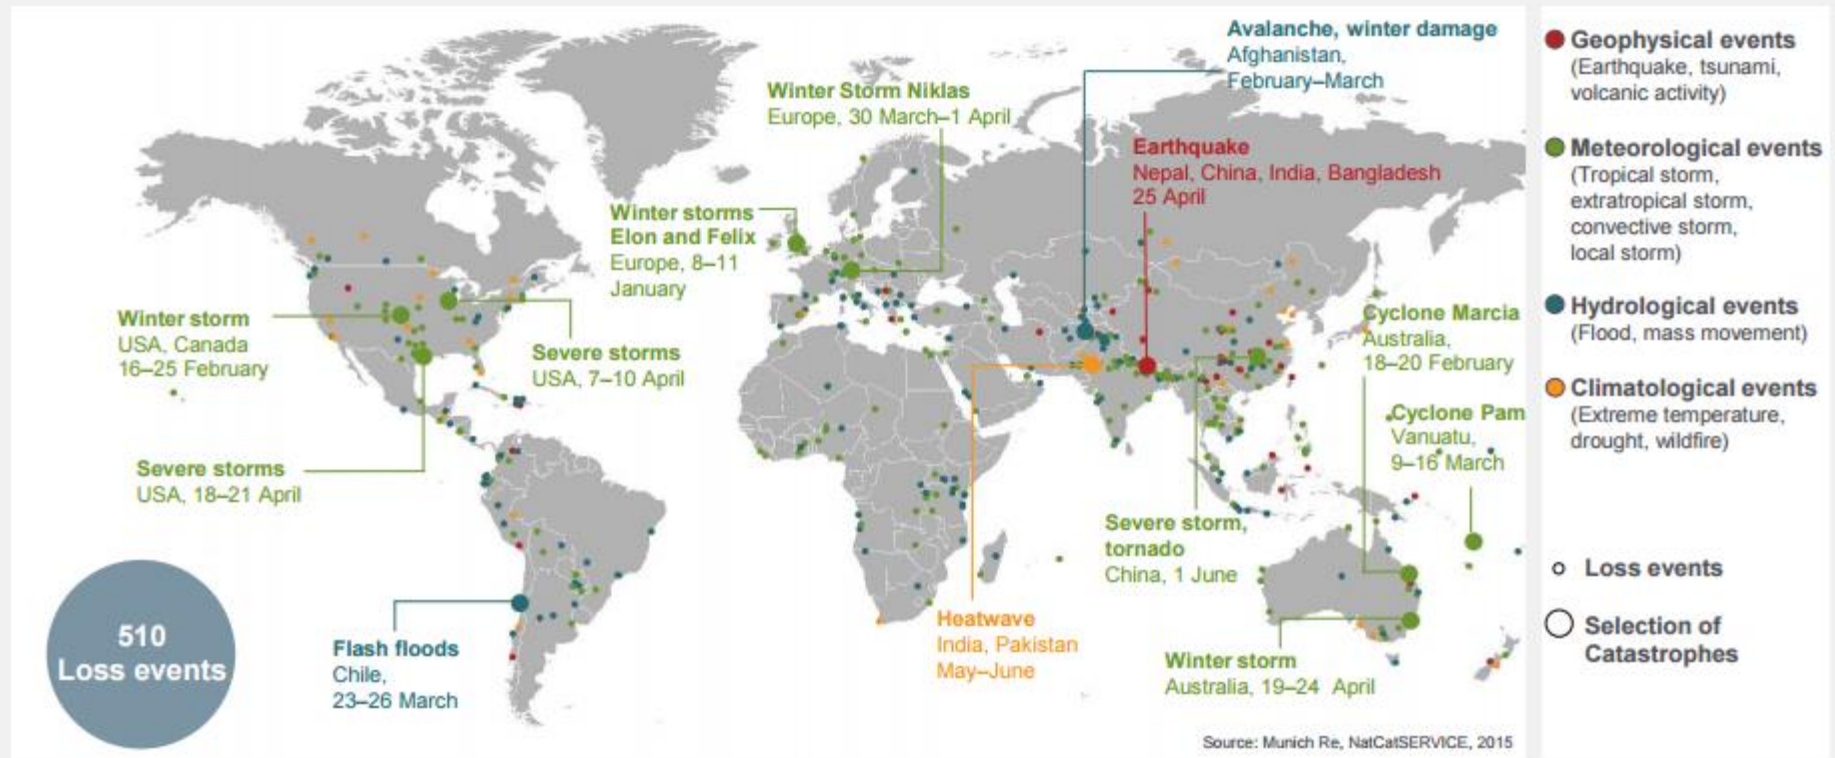 Avalanche, winter damage
Afghanistan,
February–March
Winter Storm Niklas
Europe, 30 March–1 April
Earthquake
Nepal, China, India, Bangladesh
25 April
Winter storms
Elon and Felix
Europe, 8–11
January
Winter storm
USA, Canada
16–25 February
Severe storms
USA, 7–10 April
Cyclone Marcia
Australia,
18–20 February
Cyclone Pam
Vanuatu,
9–16 March
Severe storms
USA, 18–21 April
Severe storm,
tornado
China, 1 June
510
Loss events
Flash floods
Chile,
23–26 March
Heatwave
India, Pakistan
May–June
Winter storm
Australia, 19–24 April
Source: Munich Re, NatCatSERVICE, 2015
Geophysical events
(Earthquake, tsunami,
volcanic activity)
Meteorological events
(Tropical storm,
extratropical storm,
convective storm,
local storm)
Hydrological events
(Flood, mass movement)
Climatological events
(Extreme temperature,
drought, wildfire)
Loss events
Selection of
Catastrophes